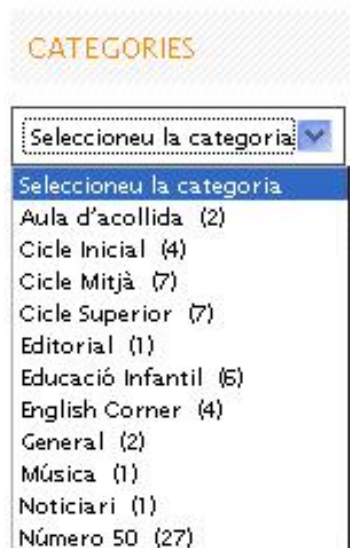 CATEGORIES
Seleccioneu la categoria
Seleccioneu la categoria
Aula d'acollida (2)
Cicle Inicial (4)
Cicle Mitjà (7)
Cicle Superior (7)
Editorial (1)
Educació Infantil (6)
English Corner (4)
General (2)
Música (1)
Noticiari (1)
Número 50 (27)